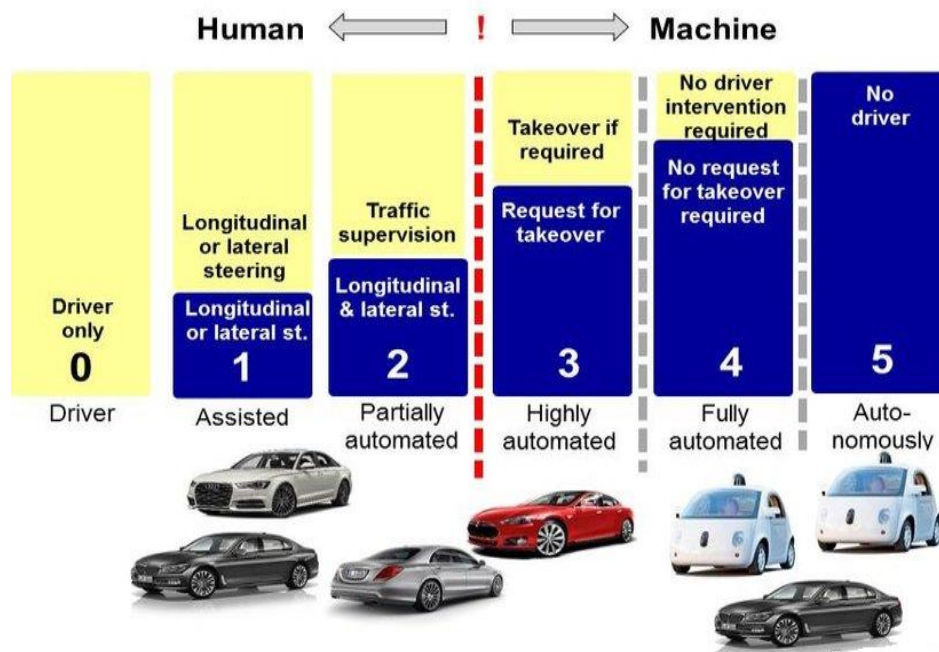 Human ! Machine
Driver
only
0
Driver
Longitudinal
or lateral
steering
Longitudinal
or lateral st.
1
Assisted
Traffic
supervision
Longitudinal
& lateral st.
2
Partially
automated
Takeover if
required
Request for
takeover
3
Highly
automated
No driver
intervention
required
No request
for takeover
required
4
Fully
automated
No
driver
5
Auto-
nomously